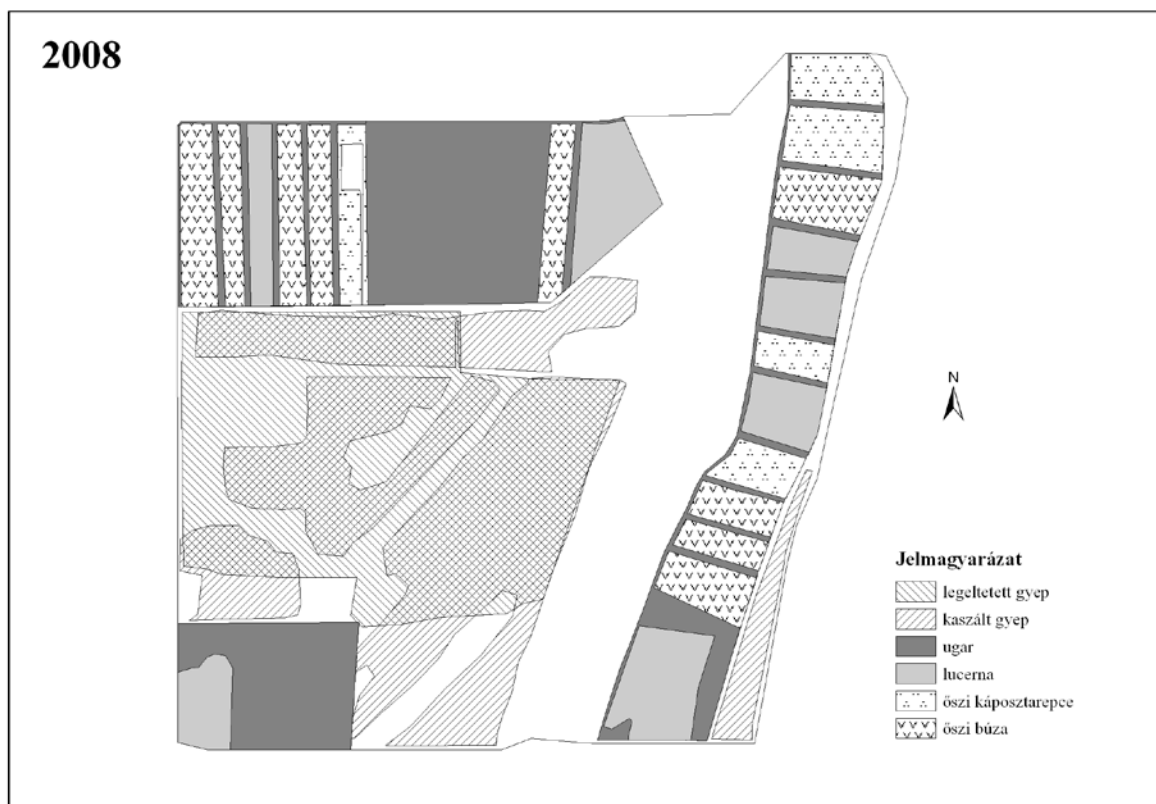 2008
N
Jelmagyarázat
legeltetett gyep
kaszált gyep
ugar
lucerna
őszi káposztarepce
őszi búza